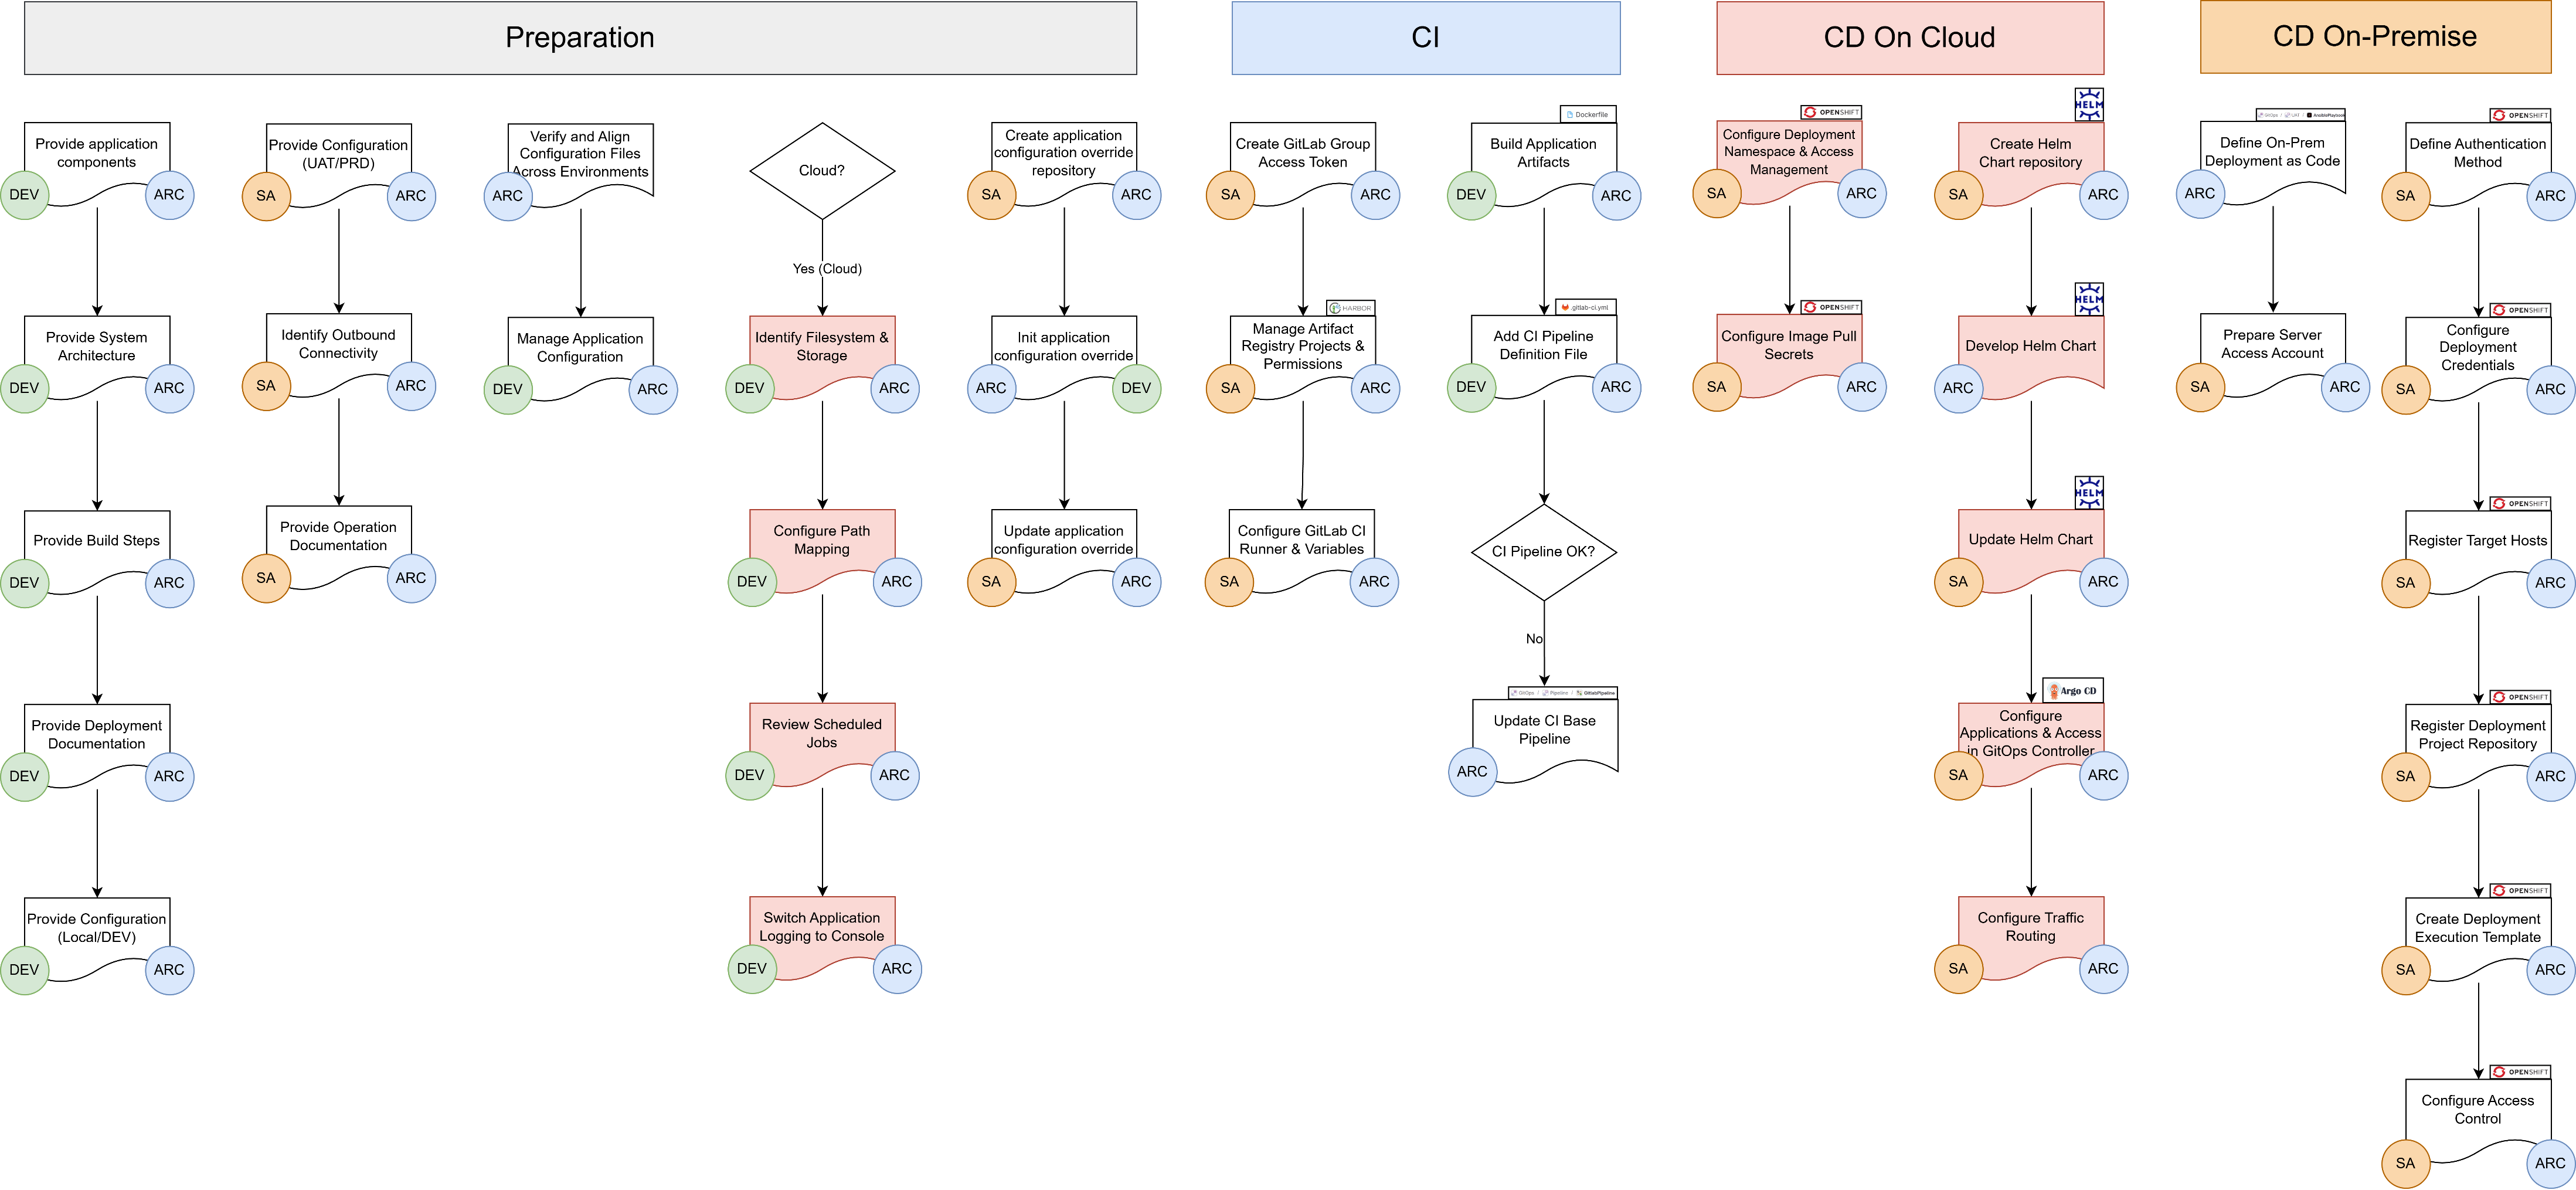 Preparation
CI
CD On Cloud
CD On-Premise
Provide application
components
DEV
ARC
Provide System
Architecture
DEV
ARC
Provide Build Steps
DEV
ARC
Provide Deployment
Documentation
DEV
ARC
Provide Configuration
(Local/DEV)
DEV
ARC
Provide Configuration
(UAT/PRD)
SA
ARC
Identify Outbound
Connectivity
SA
ARC
Provide Operation
Documentation
SA
ARC
Verify and Align
Configuration Files
Across Environments
ARC
Manage Application
Configuration
DEV
ARC
Cloud?
Yes (Cloud)
Identify Filesystem &
Storage
DEV
ARC
Configure Path
Mapping
DEV
ARC
Review Scheduled
Jobs
DEV
ARC
Switch Application
Logging to Console
DEV
ARC
Create application
configuration override
repository
SA
ARC
Init application
configuration override
ARC
DEV
Update application
configuration override
SA
ARC
Create GitLab Group
Access Token
SA
ARC
HARBOR
Manage Artifact
Registry Projects &
Permissions
SA
ARC
Configure GitLab CI
Runner & Variables
SA
ARC
Dockerfile
Build Application
Artifacts
DEV
ARC
.gitlab-ci.yml
Add CI Pipeline
Definition File
DEV
ARC
CI Pipeline OK?
No
GitOps / Pipeline / GitlabPipeline
Update CI Base
Pipeline
ARC
OPENSHIFT
Configure Deployment
Namespace & Access
Management
SA
ARC
OPENSHIFT
Configure Image Pull
Secrets
SA
ARC
HELM
Create Helm
Chart repository
SA
ARC
HELM
Develop Helm Chart
ARC
HELM
Update Helm Chart
SA
ARC
Argo CD
Configure
Applications & Access
in GitOps Controller
SA
ARC
Configure Traffic
Routing
SA
ARC
GitOps / UAT / AnsiblePlaybook
Define On-Prem
Deployment as Code
ARC
Prepare Server
Access Account
SA
ARC
OPENSHIFT
Define Authentication
Method
SA
ARC
OPENSHIFT
Configure
Deployment
Credentials
SA
ARC
OPENSHIFT
Register Target Hosts
SA
ARC
OPENSHIFT
Register Deployment
Project Repository
SA
ARC
OPENSHIFT
Create Deployment
Execution Template
SA
ARC
OPENSHIFT
Configure Access
Control
SA
ARC